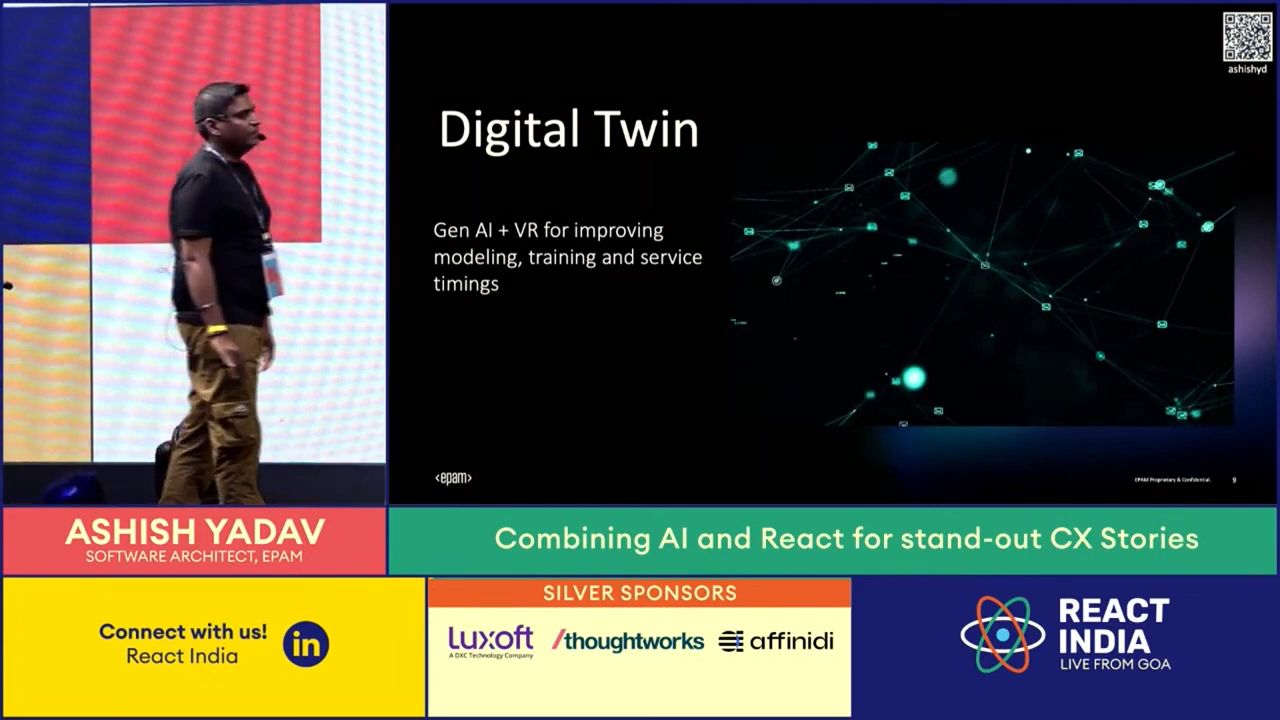 ashishyd
Digital Twin
Gen AI + VR for improving
modeling, training and service
timings
<epam>
EPAM Proprietary & Confidential.
9
ASHISH YADAV
SOFTWARE ARCHITECT, EPAM
Combining AI and React for stand-out CX Stories
Connect with us!
React India
in
SILVER SPONSORS
Luxoft
A DXC Technology Company
/thoughtworks
affinidi
REACT
INDIA
LIVE FROM GOA